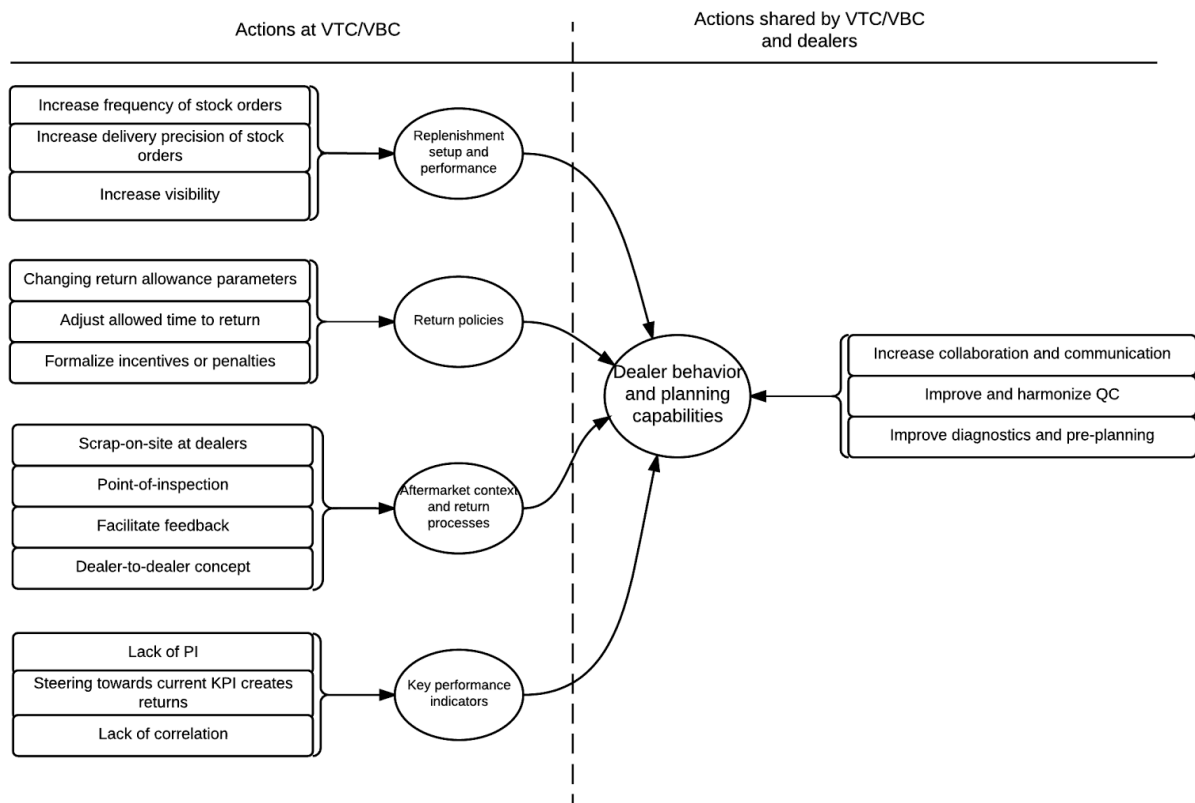 Actions at VTC/VBC
Actions shared by VTC/VBC
and dealers
Increase frequency of stock orders
Increase delivery precision of stock
orders
Increase visibility
Replenishment
setup and
performance
Changing return allowance parameters
Adjust allowed time to return
Formalize incentives or penalties
Return policies
Dealer behavior
and planning
capabilities
Increase collaboration and communication
Improve and harmonize QC
Improve diagnostics and pre-planning
Scrap-on-site at dealers
Point-of-inspection
Facilitate feedback
Dealer-to-dealer concept
Aftermarket context
and return
processes
Lack of PI
Steering towards current KPI creates
returns
Lack of correlation
Key performance
indicators